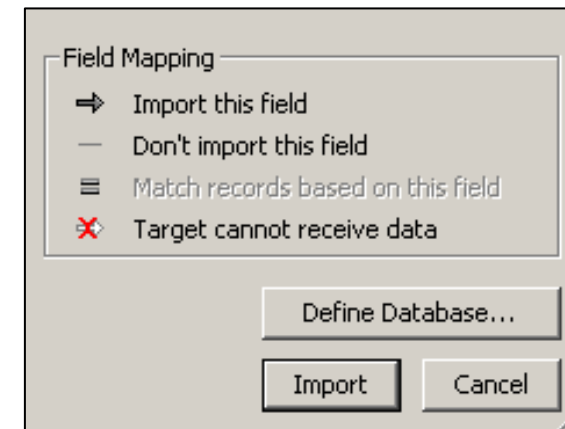 Field Mapping
Import this field
Don't import this field
Match records based on this field
Target cannot receive data
Define Database...
Import Cancel